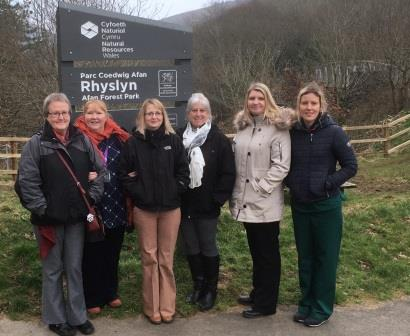 Cyfoeth
Naturiol
Cymru
Natural
Resources
Wales
Parc Coedwig Afan
Rhyslyn
Afan Forest Park